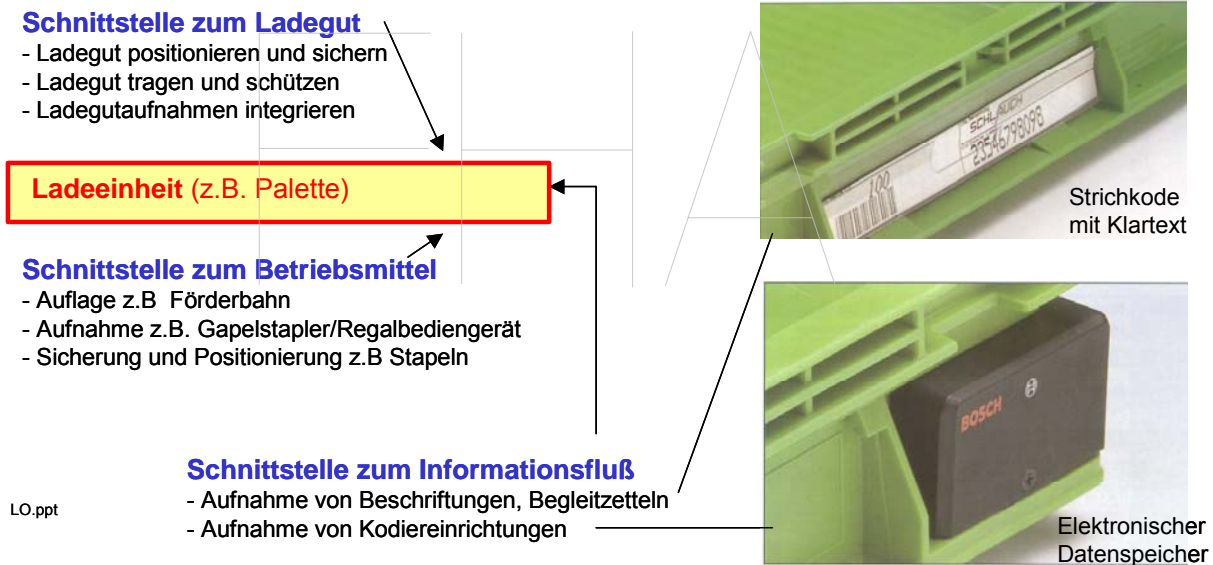 Schnittstelle zum Ladegut
- Ladegut positionieren und sichern
- Ladegut tragen und schützen
- Ladegutaufnahmen integrieren
Ladeeinheit (z.B. Palette)
Schnittstelle zum Betriebsmittel
- Auflage z.B Förderbahn
- Aufnahme z.B. Gapelstapler/Regalbediengerät
- Sicherung und Positionierung z.B Stapeln
Schnittstelle zum Informationsfluß
- Aufnahme von Beschriftungen, Begleitzetteln
- Aufnahme von Kodiereinrichtungen
LO.ppt
SCHLAUCH
23546798098
100
Strichkode
mit Klartext
BOSCH
Elektronischer
Datenspeicher